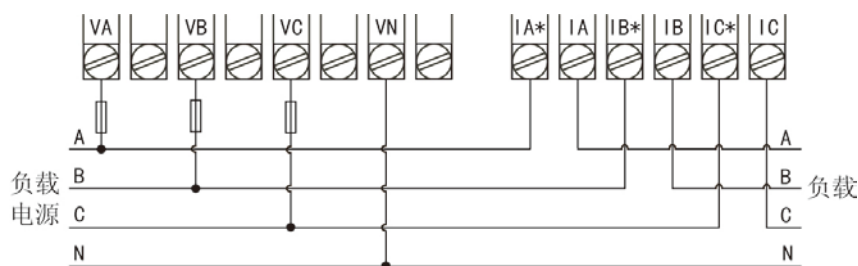 VA VB VC VN IA* IA IB* IB IC* IC
A A
负载 B B 负载
电源 C C
N N